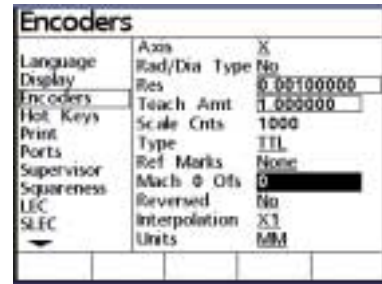 Encoders
Language
Display
Encoders
Hot Keys
Print
Ports
Supervisor
Squareness
LEC
SLEC
Axis X
Rad/Dia Type No
Res 0.00100000
Teach Amt 1.000000
Scale Cnts 1000
Type TTL
Ref Marks None
Mach 0 Ofs 0
Reversed No
Interpolation X1
Units MM